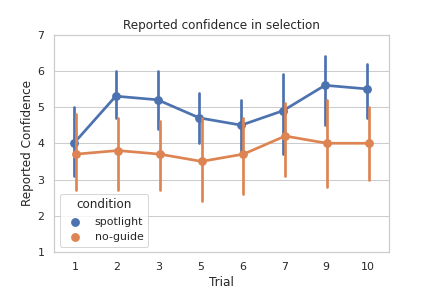 Reported confidence in selection
Reported Confidence
7
6
5
4
3
2
1
condition
spotlight
no-guide
1 2 3 5 6 7 9 10
Trial